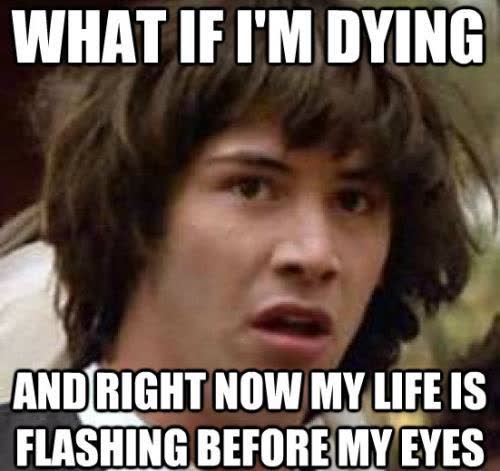 WHAT IF I'M DYING
AND RIGHT NOW MY LIFE IS
FLASHING BEFORE MY EYES